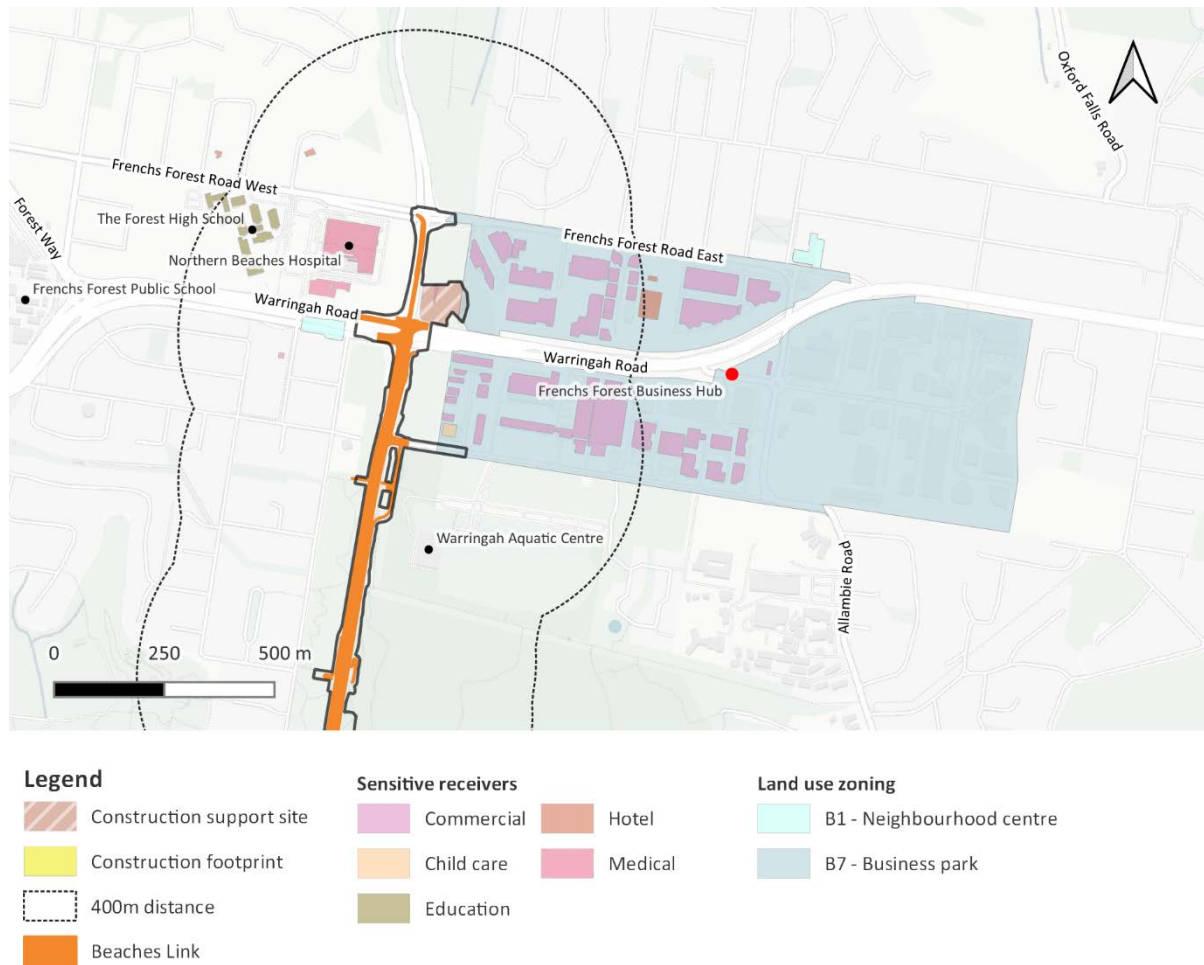 Oxford Falls Road
Frenchs Forest Road West
The Forest High School
Forest Way
Northern Beaches Hospital
Frenchs Forest Road East
Frenchs Forest Public School
Warringah Road
Warringah Road
Frenchs Forest Business Hub
Warringah Aquatic Centre
Allambie Road
0 250 500 m
Legend
Construction support site
Construction footprint
400m distance
Beaches Link
Sensitive receivers
Commercial
Hotel
Child care
Medical
Education
Land use zoning
B1 - Neighbourhood centre
B7 - Business park